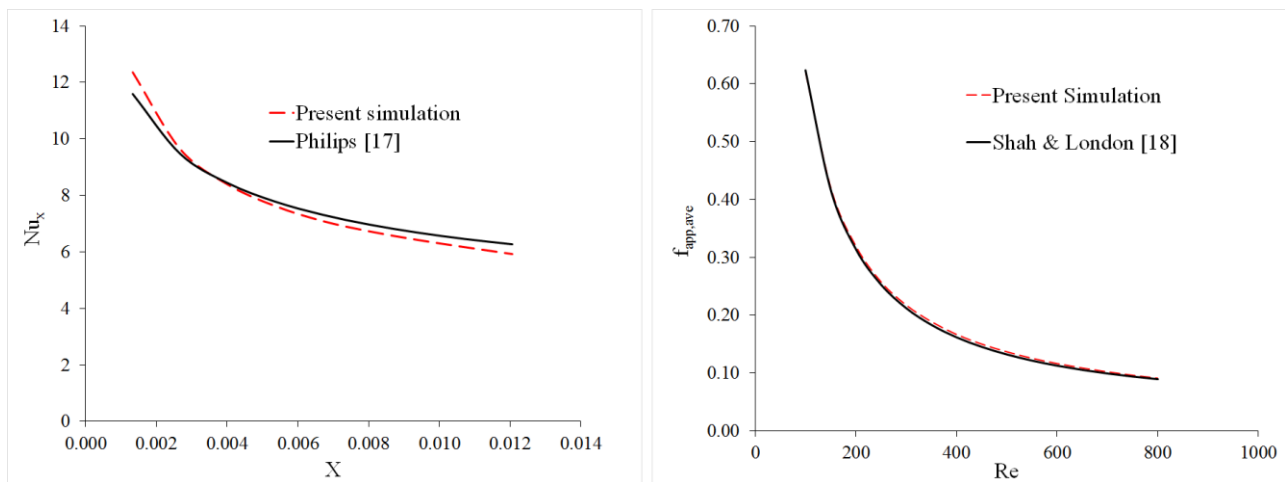 14
12
10
8
6
4
2
0
Nuₓ
Present simulation
Philips [17]
0.000 0.002 0.004 0.006 0.008 0.010 0.012 0.014
X
0.70
0.60
0.50
0.40
0.30
0.20
0.10
0.00
f_app,ave
Present Simulation
Shah & London [18]
0 200 400 600 800 1000
Re